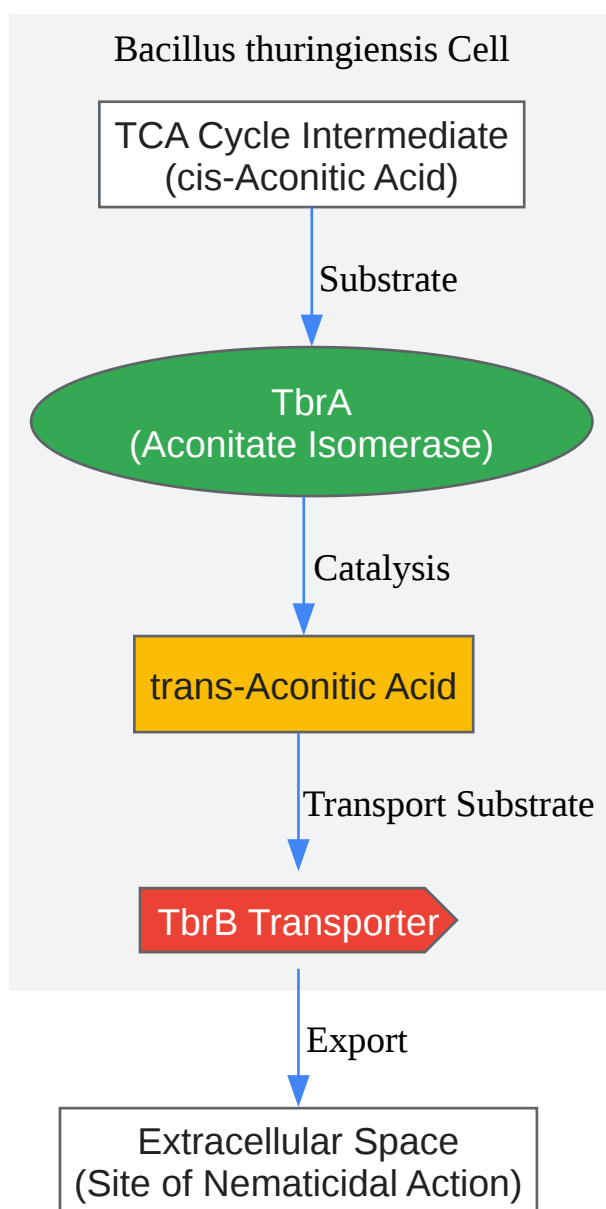 Bacillus thuringiensis Cell
TCA Cycle Intermediate
(cis-Aconitic Acid)
Substrate
TbrA
(Aconitate Isomerase)
Catalysis
trans-Aconitic Acid
Transport Substrate
TbrB Transporter
Export
Extracellular Space
(Site of Nematicidal Action)